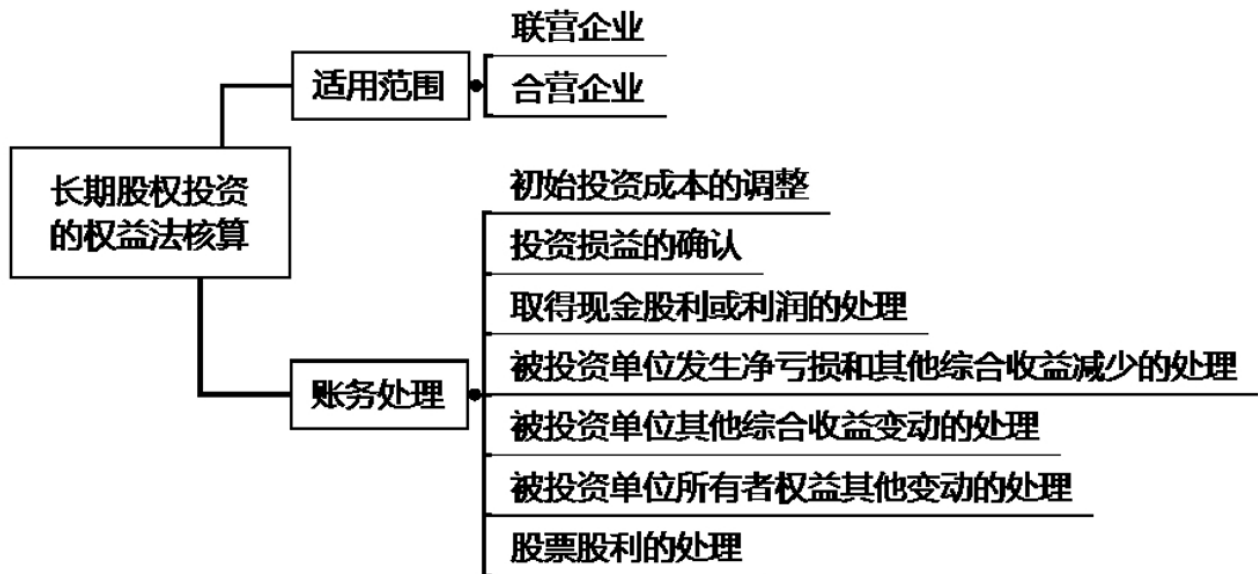 长期股权投资
的权益法核算
适用范围
联营企业
合营企业
账务处理
初始投资成本的调整
投资损益的确认
取得现金股利或利润的处理
被投资单位发生净亏损和其他综合收益减少的处理
被投资单位其他综合收益变动的处理
被投资单位所有者权益其他变动的处理
股票股利的处理